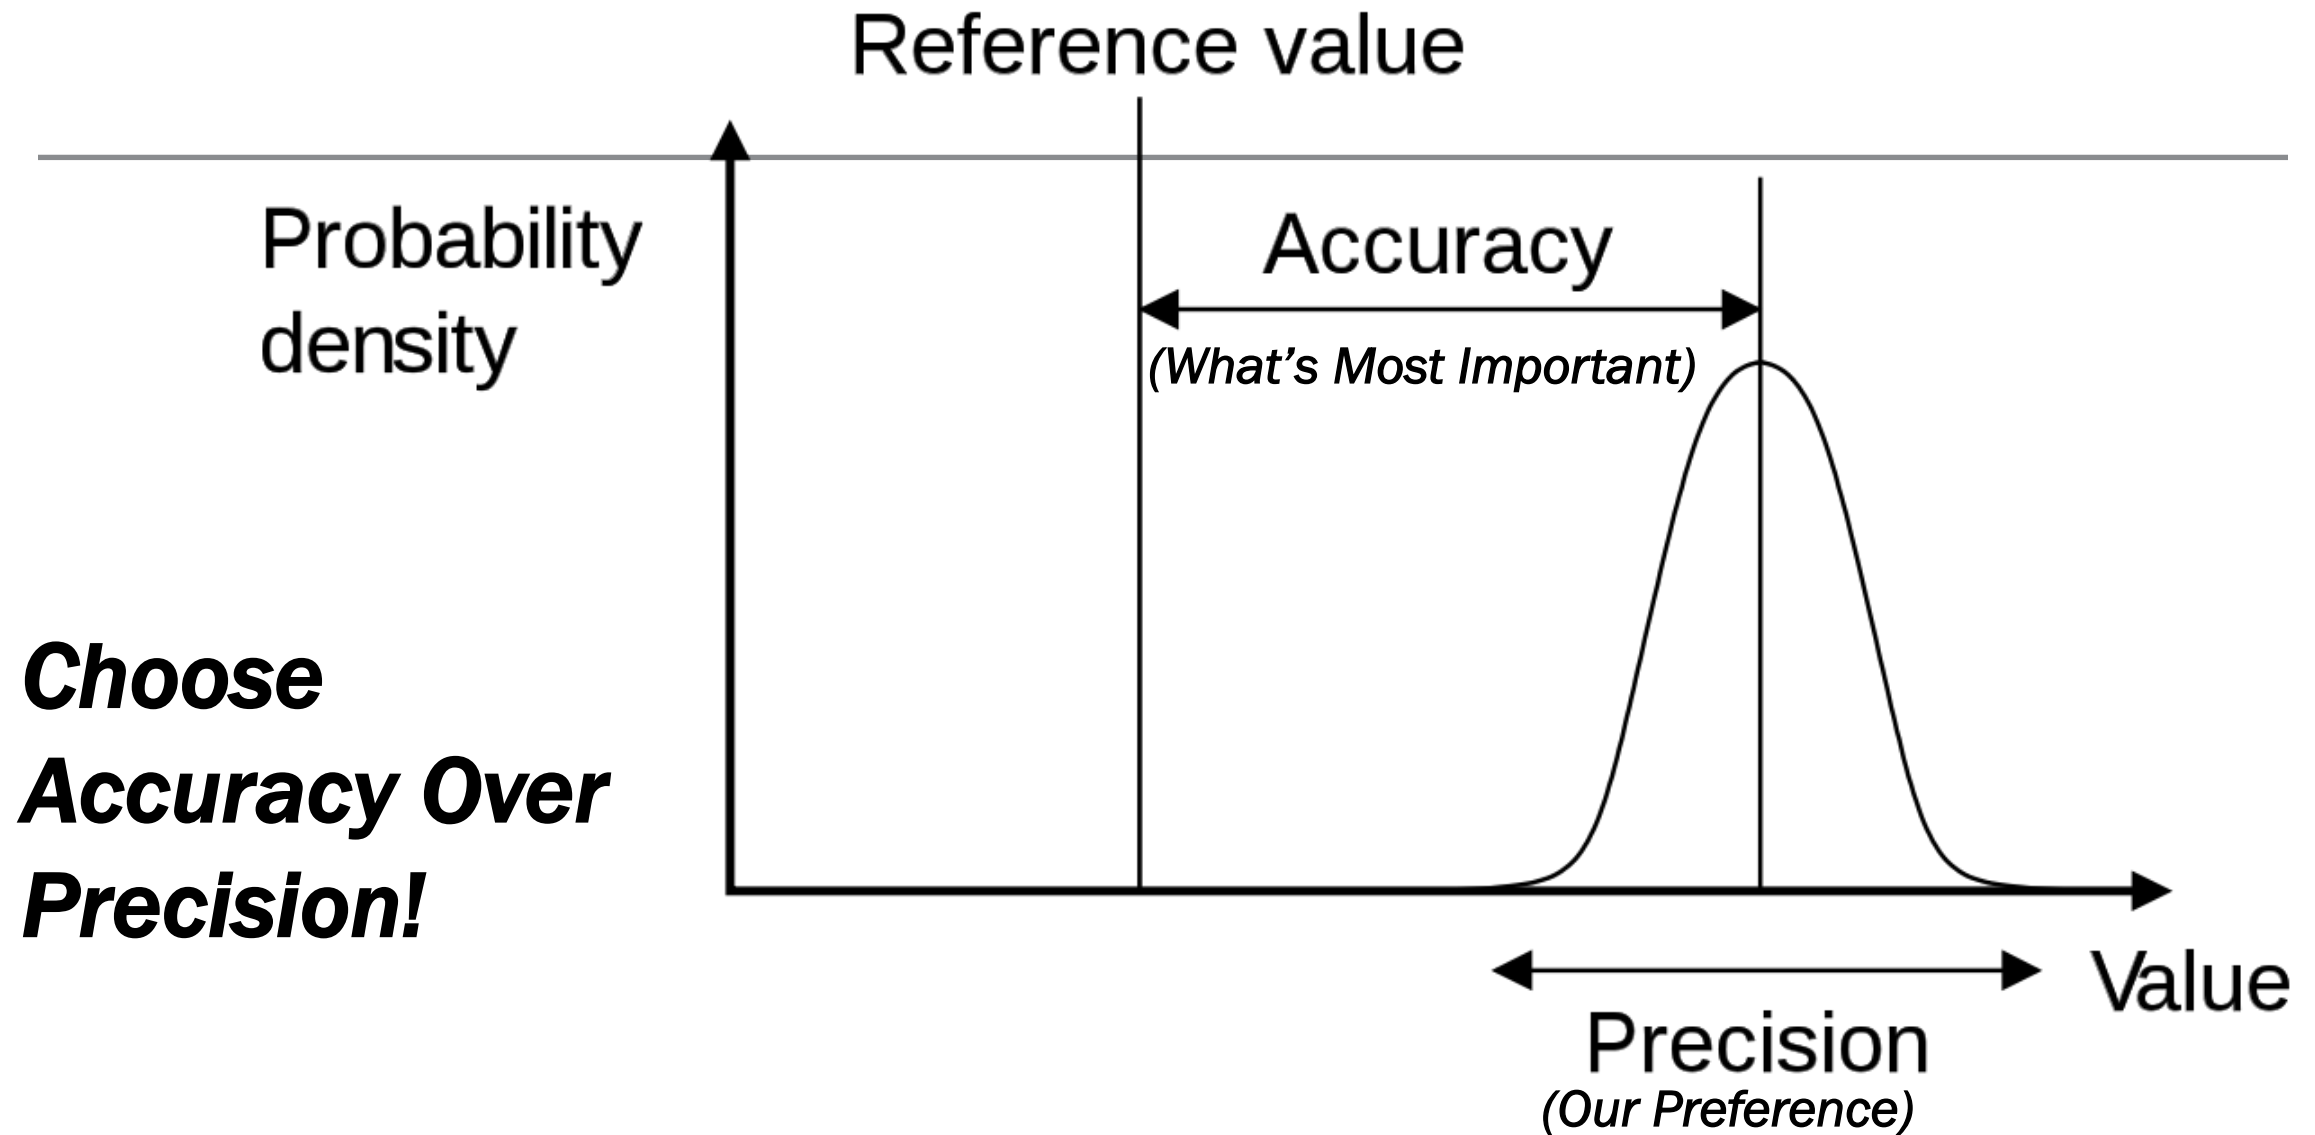 Reference value
Probability
density
Accuracy
(What’s Most Important)
Choose
Accuracy Over
Precision!
Value
Precision
(Our Preference)